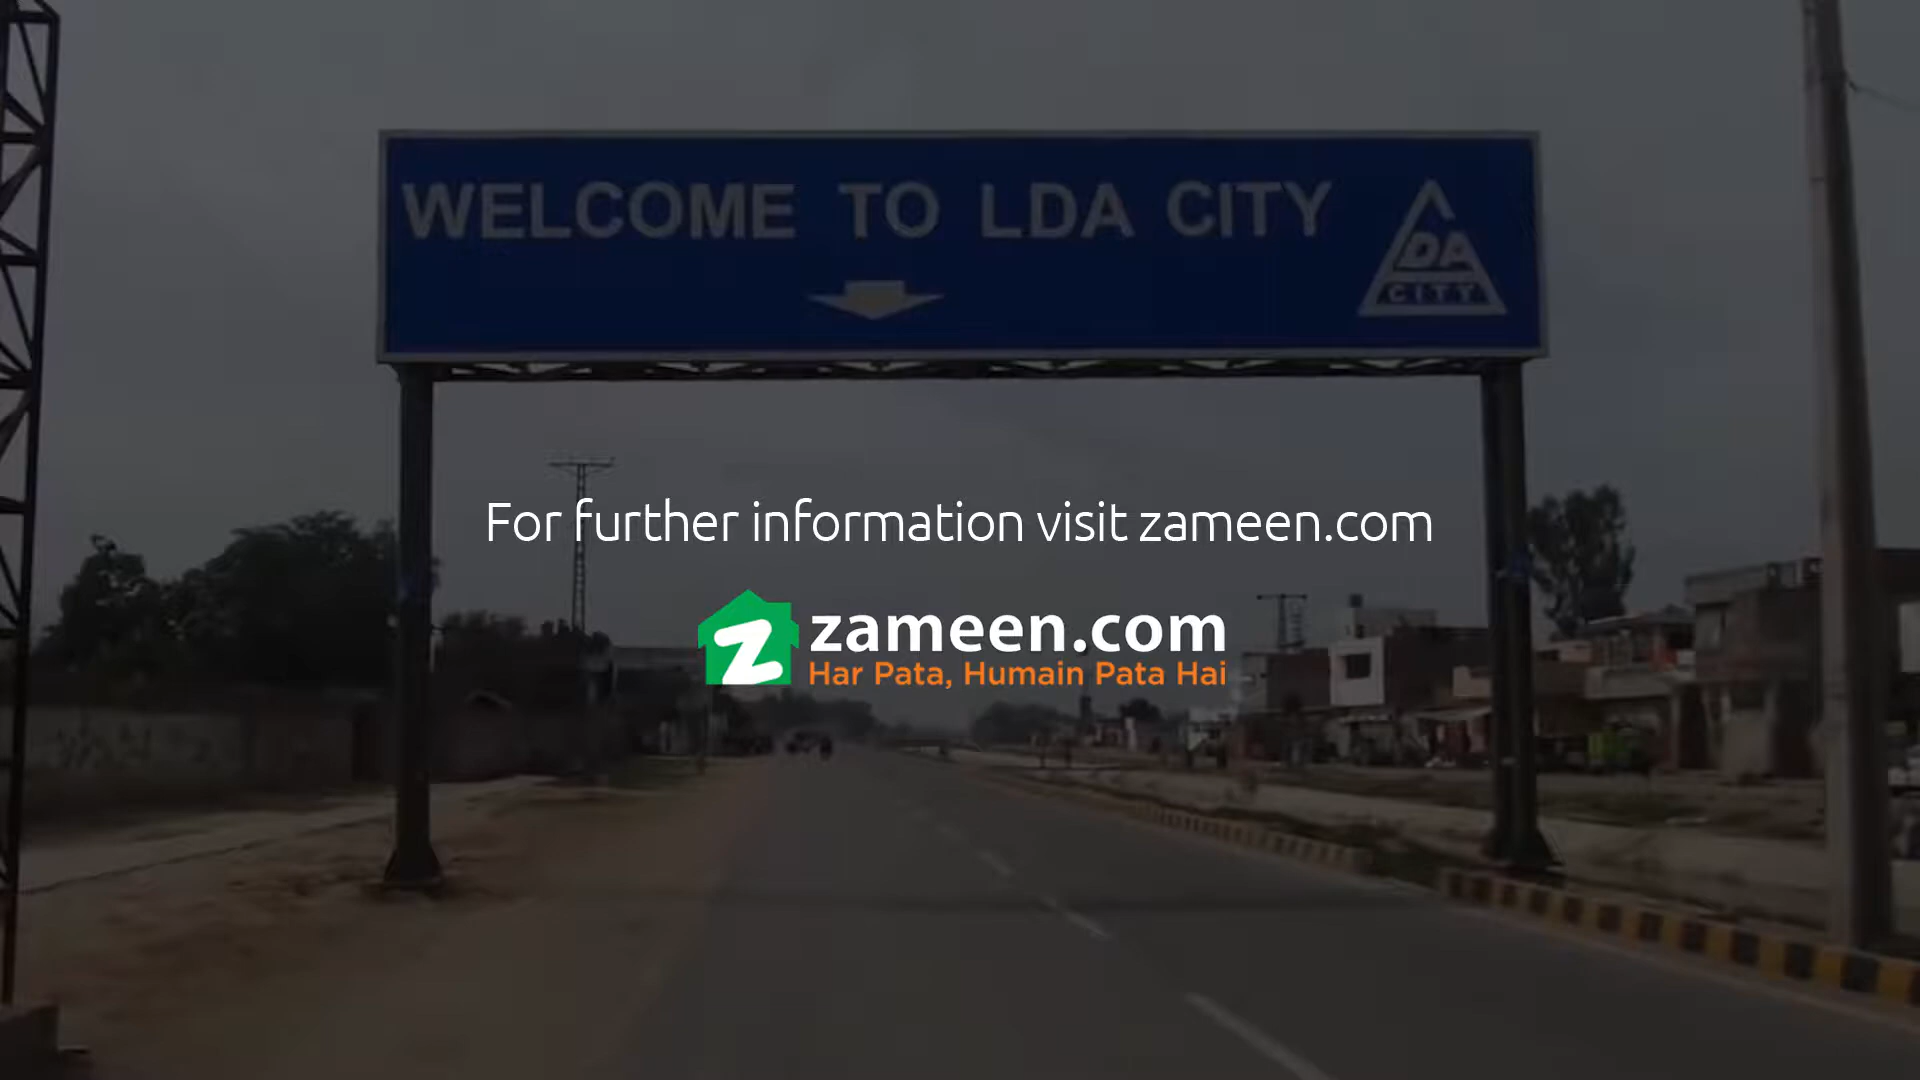 WELCOME TO LDA CITY
LDA
CITY
For further information visit zameen.com
zameen.com
Har Pata, Humain Pata Hai